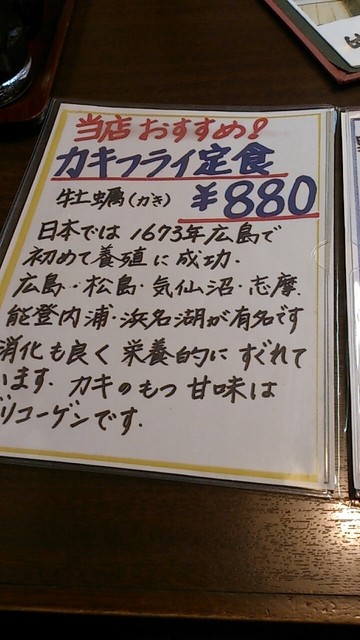 当店おすすめ!
カキフライ定食
牡蠣(カキ) ¥880
日本では1673年広島で
初めて養殖に成功.
広島・松島・気仙沼・志摩.
能登内浦・浜名湖が有名です
消化も良く栄養的にすぐれて
います. カキのもつ甘味は
リコーゲンです.